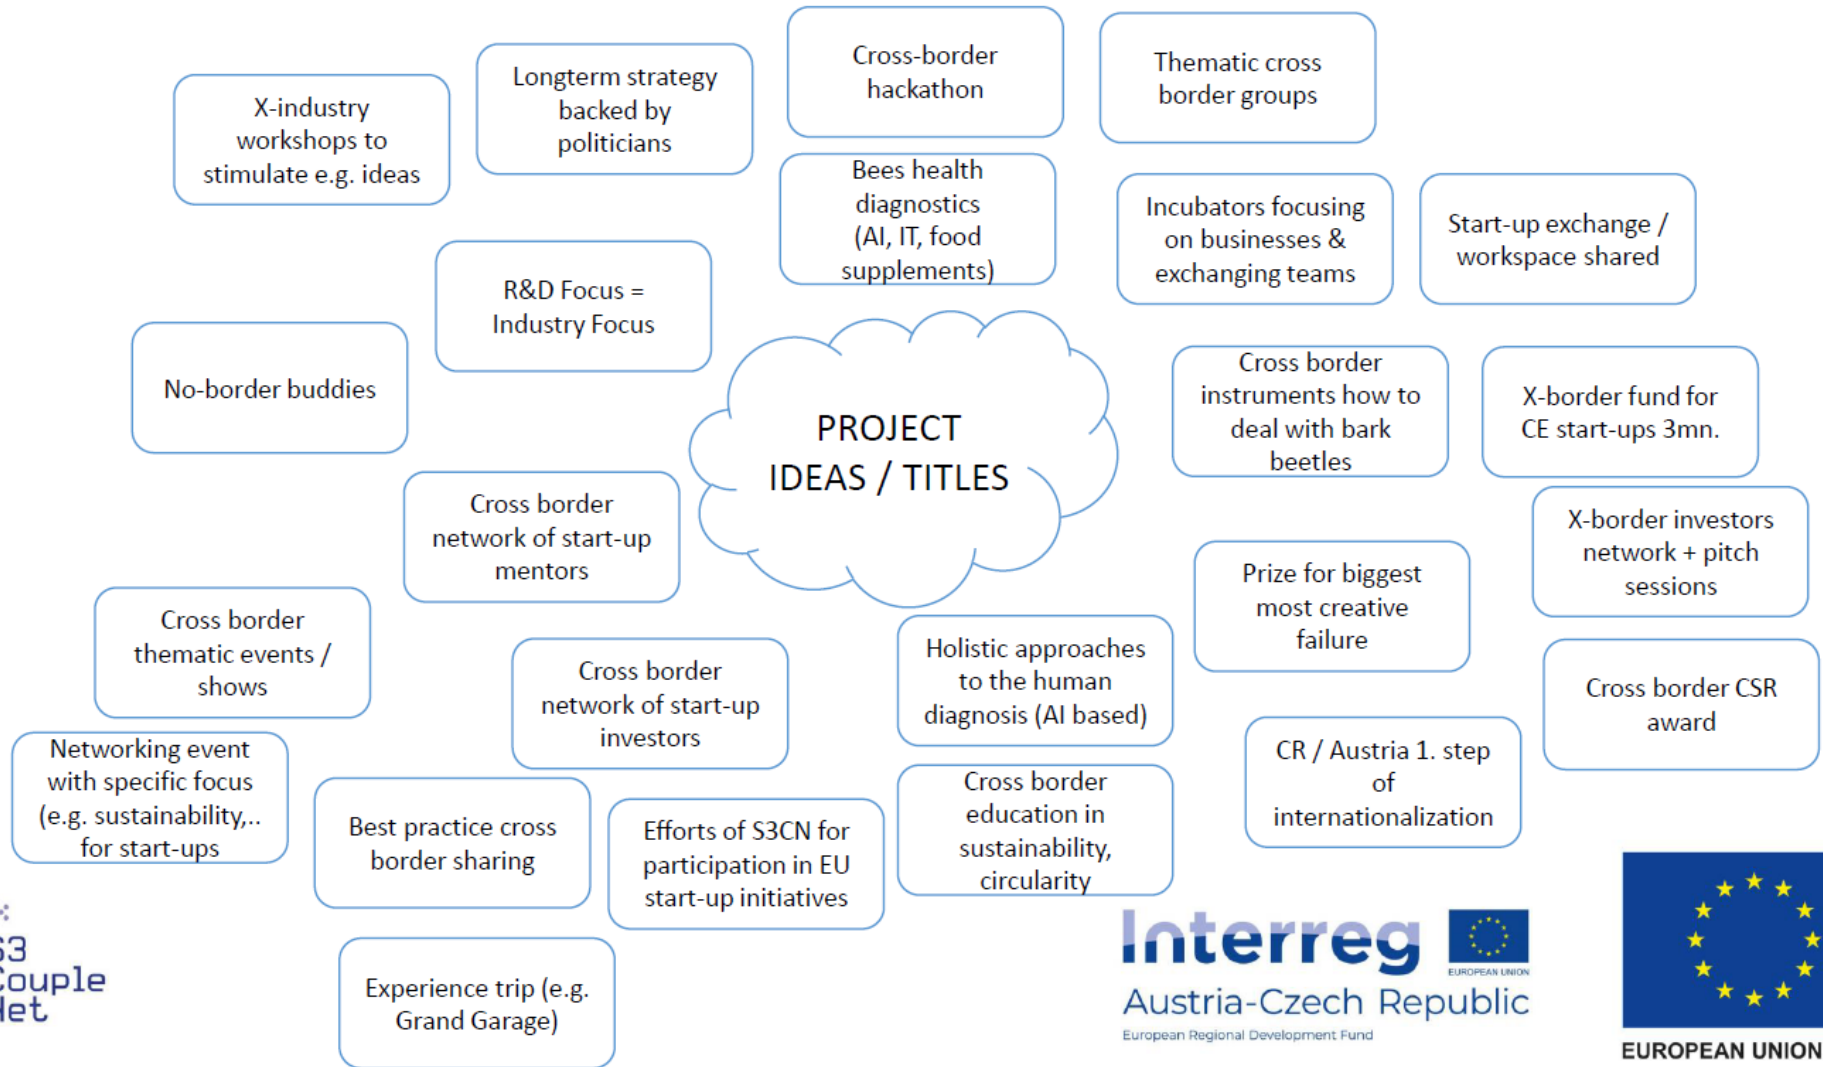 Cross-border
hackathon
Thematic cross
border groups
Longterm strategy
backed by
politicians
X-industry
workshops to
stimulate e.g. ideas
Bees health
diagnostics
(AI, IT, food
supplements)
Incubators focusing
on businesses &
exchanging teams
Start-up exchange /
workspace shared
R&D Focus =
Industry Focus
No-border buddies
PROJECT
IDEAS / TITLES
Cross border
instruments how to
deal with bark
beetles
X-border fund for
CE start-ups 3mn.
Cross border
network of start-up
mentors
X-border investors
network + pitch
sessions
Prize for biggest
most creative
failure
Cross border
thematic events /
shows
Cross border
network of start-up
investors
Holistic approaches
to the human
diagnosis (AI based)
Cross border CSR
award
Networking event
with specific focus
(e.g. sustainability,..
for start-ups
CR / Austria 1. step
of
internationalization
Best practice cross
border sharing
Efforts of S3CN for
participation in EU
start-up initiatives
Cross border
education in
sustainability,
circularity
Experience trip (e.g.
Grand Garage)
S3
Couple
Net
Interreg
EUROPEAN UNION
Austria-Czech Republic
European Regional Development Fund
EUROPEAN UNION